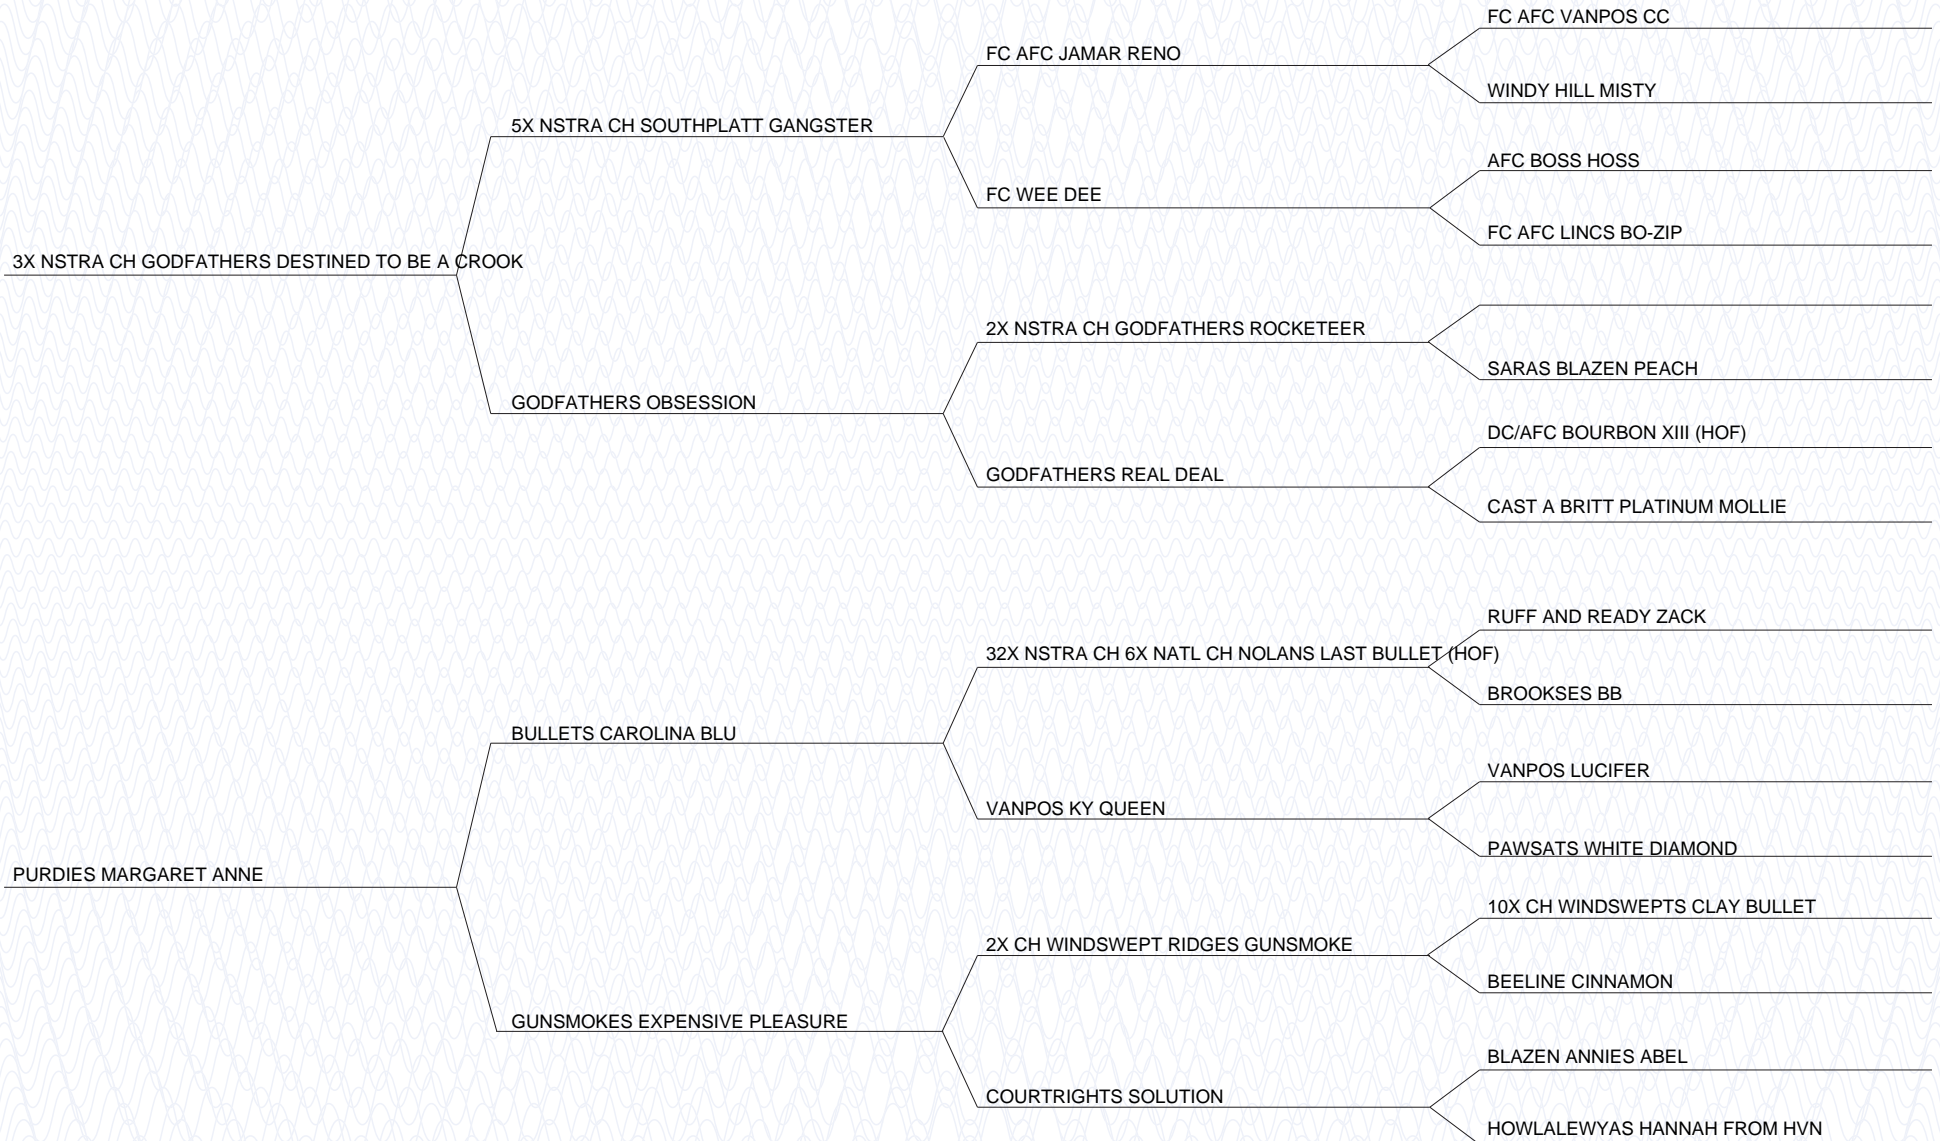 FC AFC VANPOS CC
FC AFC JAMAR RENO
WINDY HILL MISTY
5X NSTRA CH SOUTHPLATT GANGSTER
AFC BOSS HOSS
FC WEE DEE
FC AFC LINCS BO-ZIP
3X NSTRA CH GODFATHERS DESTINED TO BE A CROOK
2X NSTRA CH GODFATHERS ROCKETEER
SARAS BLAZEN PEACH
GODFATHERS OBSESSION
DC/AFC BOURBON XIII (HOF)
GODFATHERS REAL DEAL
CAST A BRITT PLATINUM MOLLIE
RUFF AND READY ZACK
32X NSTRA CH 6X NATL CH NOLANS LAST BULLET (HOF)
BROOKSES BB
BULLETS CAROLINA BLU
VANPOS LUCIFER
VANPOS KY QUEEN
PAWSATS WHITE DIAMOND
PURDIES MARGARET ANNE
10X CH WINDSWEPTS CLAY BULLET
2X CH WINDSWEPT RIDGES GUNSMOKE
BEELINE CINNAMON
GUNSMOKES EXPENSIVE PLEASURE
BLAZEN ANNIES ABEL
COURTRIGHTS SOLUTION
HOWLALEWYAS HANNAH FROM HVN